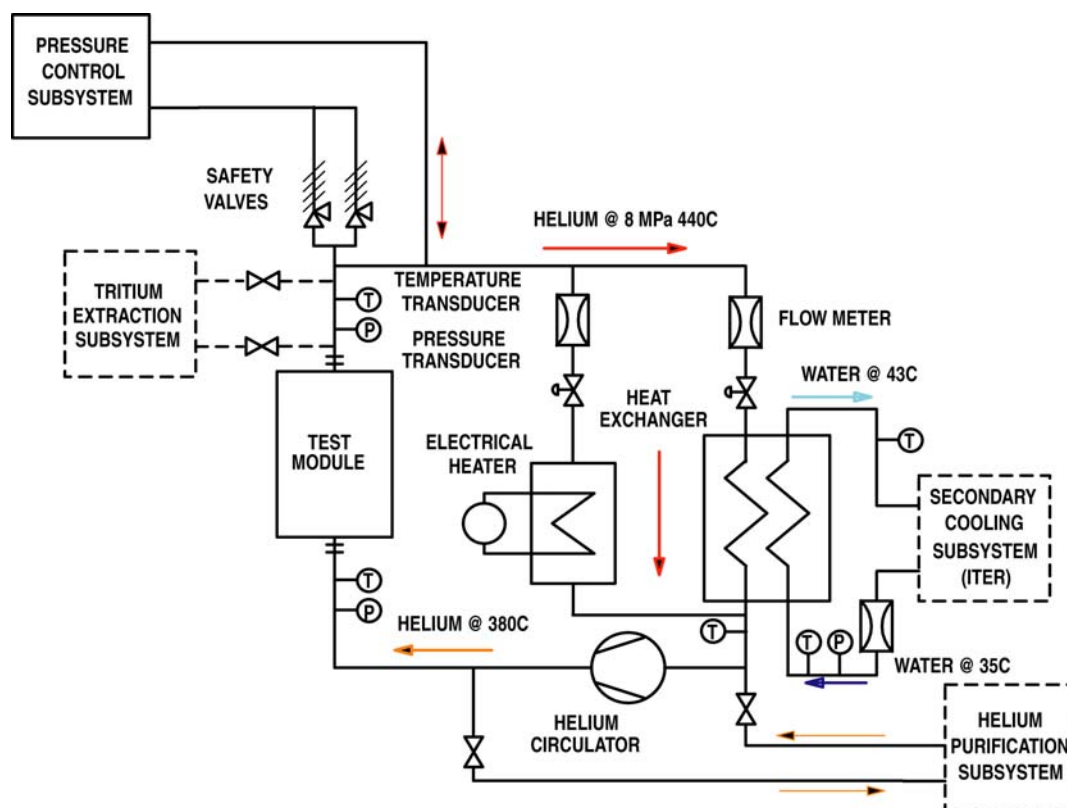 PRESSURE
CONTROL
SUBSYSTEM
SAFETY
VALVES
HELIUM @ 8 MPa 440C
TRITIUM
EXTRACTION
SUBSYSTEM
TEMPERATURE
TRANSDUCER
T
P
PRESSURE
TRANSDUCER
FLOW METER
WATER @ 43C
HEAT
EXCHANGER
TEST
MODULE
ELECTRICAL
HEATER
T
SECONDARY
COOLING
SUBSYSTEM
(ITER)
T
P
HELIUM @ 380C
T
T
P
WATER @ 35C
HELIUM
CIRCULATOR
HELIUM
PURIFICATION
SUBSYSTEM